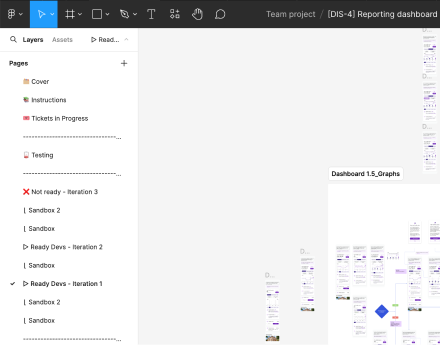 Team project / [DIS-4] Reporting dashboard
Layers Assets ▷ Read...
Pages
Cover
Instructions
Tickets in Progress
-----------------------------...
Testing
-----------------------------...
❌ Not ready - Iteration 3
⌊ Sandbox 2
⌊ Sandbox
▷ Ready Devs - Iteration 2
⌊ Sandbox
▷ Ready Devs - Iteration 1
⌊ Sandbox 2
⌊ Sandbox
-----------------------------...
Dashboard 1.5_Graphs